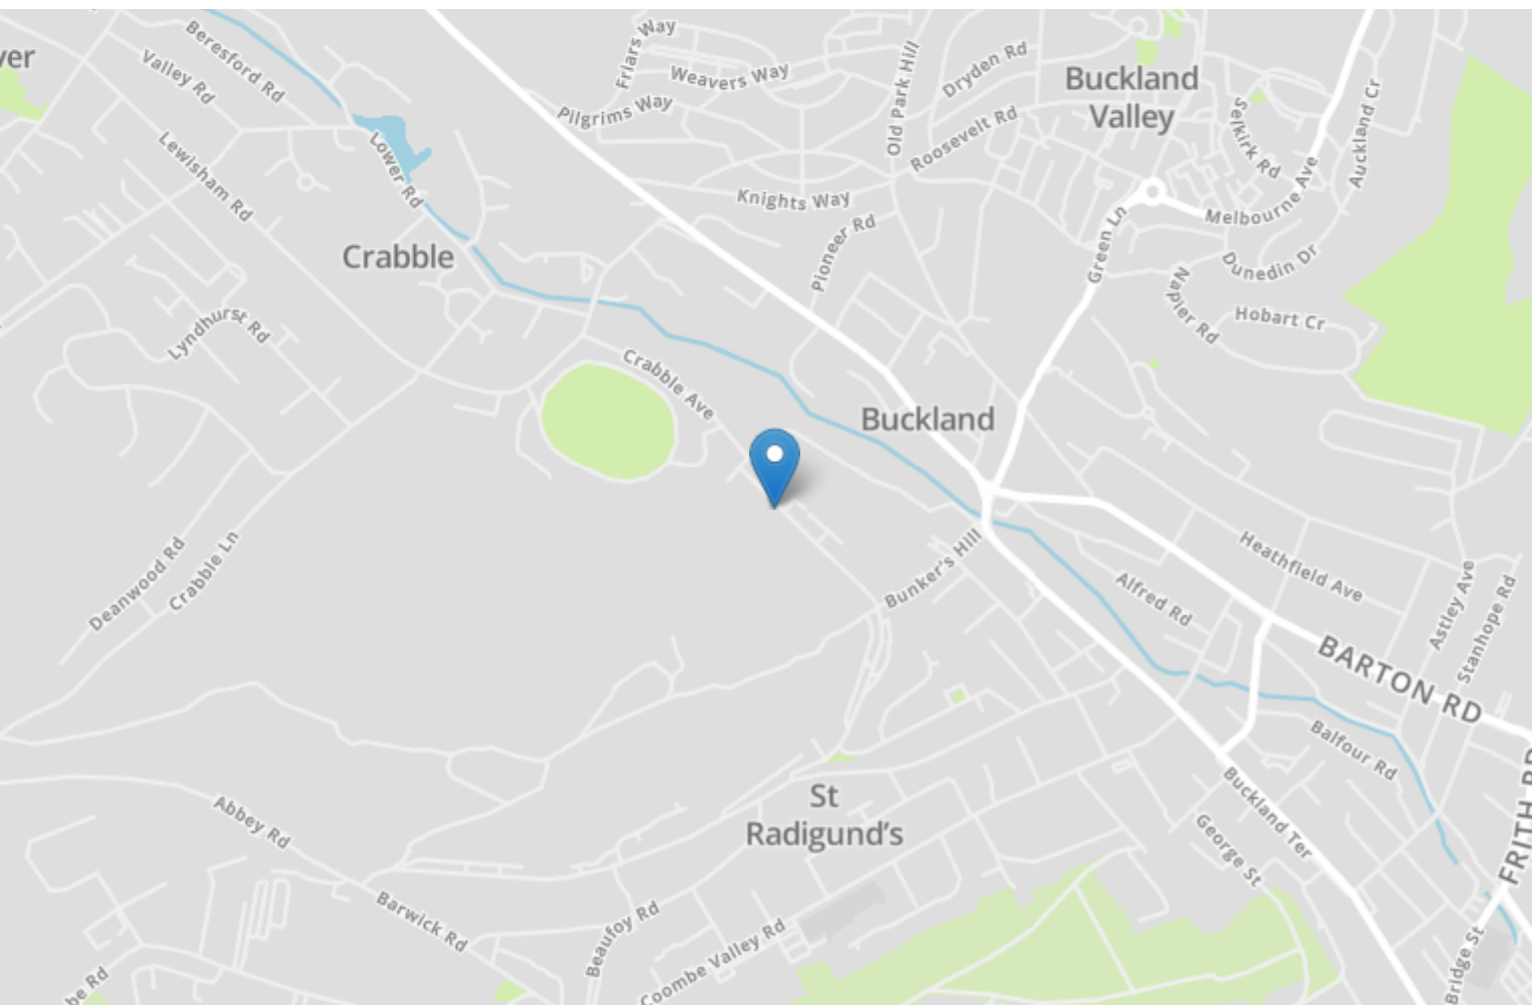 ver
Beresford Rd
Valley Rd
Friars Way
Weavers Way
Pilgrims Way
Old Park Hill
Dryden Rd
Roosevelt Rd
Buckland
Valley
Selkirk Rd
Auckland Cr
Lewisham Rd
Lower Rd
Knights Way
Pioneer Rd
Green Ln
Melbourne Ave
Dunedin Dr
Napier Rd
Hobart Cr
Crabble
Lyndhurst Rd
Crabble Ave
Buckland
Deanwood Rd
Crabble Ln
Bunker's Hill
Heathfield Ave
Alfred Rd
Astley Ave
Stanhope Rd
BARTON RD
Balfour Rd
St
Radigund's
Buckland Ter
George St
FRITH RD
Abbey Rd
Barwick Rd
Beaufoy Rd
Coombe Valley Rd
Bridge St
be Rd